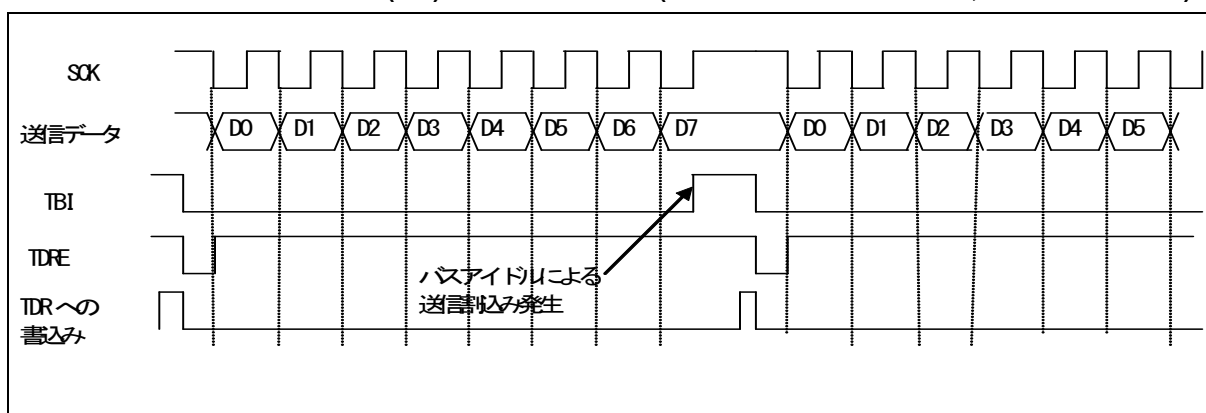 SCK
送信データ
D0 D1 D2 D3 D4 D5 D6 D7 D0 D1 D2 D3 D4 D5
TBI
TDRE
バスアイドルによる
送信割込み発生
TDRへの
書込み